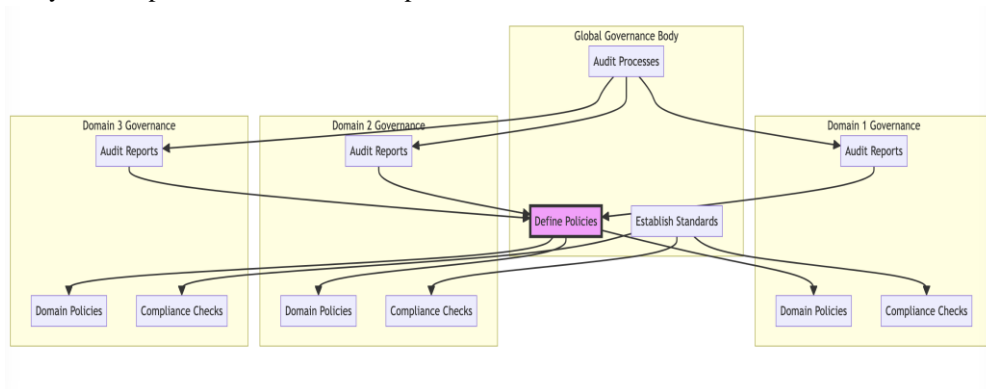 Global Governance Body
Audit Processes
Domain 3 Governance
Domain 2 Governance
Domain 1 Governance
Audit Reports
Audit Reports
Audit Reports
Define Policies
Establish Standards
Domain Policies
Compliance Checks
Domain Policies
Compliance Checks
Domain Policies
Compliance Checks